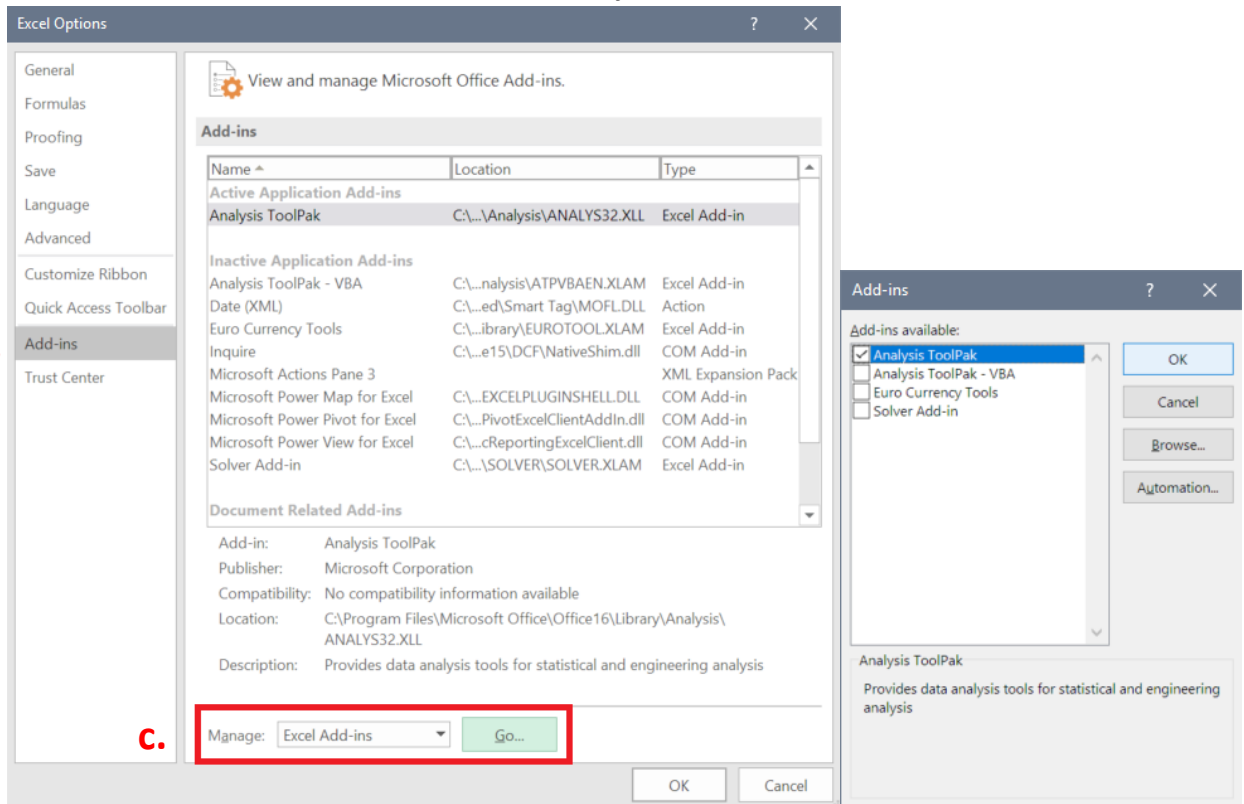 Excel Options ? ×
General
Formulas
Proofing
Save
Language
Advanced
Customize Ribbon
Quick Access Toolbar
Add-ins
Trust Center
View and manage Microsoft Office Add-ins.
Add-ins
Name Location Type
Active Application Add-ins
Analysis ToolPak C:\...\Analysis\ANALYS32.XLL Excel Add-in
Inactive Application Add-ins
Analysis ToolPak - VBA C:\...nalysis\ATPVBAEN.XLAM Excel Add-in
Date (XML) C:\...ed\Smart Tag\MOFL.DLL Action
Euro Currency Tools C:\...ibrary\EUROTOOL.XLAM Excel Add-in
Inquire C:\...e15\DCF\NativeShim.dll COM Add-in
Microsoft Actions Pane 3 XML Expansion Pack
Microsoft Power Map for Excel C:\...EXCELPLUGINSHELL.DLL COM Add-in
Microsoft Power Pivot for Excel C:\...PivotExcelClientAddIn.dll COM Add-in
Microsoft Power View for Excel C:\...cReportingExcelClient.dll COM Add-in
Solver Add-in C:\...\SOLVER\SOLVER.XLAM Excel Add-in
Document Related Add-ins
Add-in: Analysis ToolPak
Publisher: Microsoft Corporation
Compatibility: No compatibility information available
Location: C:\Program Files\Microsoft Office\Office16\Library\Analysis\
ANALYS32.XLL
Description: Provides data analysis tools for statistical and engineering analysis
c. Manage: Excel Add-ins Go...
OK Cancel
Add-ins ? ×
Add-ins available:
Analysis ToolPak
Analysis ToolPak - VBA
Euro Currency Tools
Solver Add-in
OK
Cancel
Browse...
Automation...
Analysis ToolPak
Provides data analysis tools for statistical and engineering
analysis